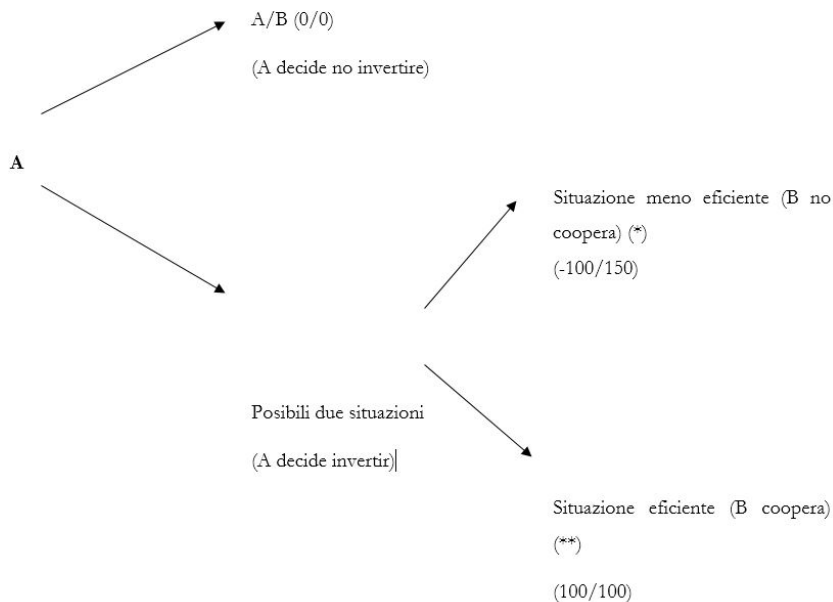 A/B (0/0)
(A decide no invertire)
A
Situazione meno eficiente (B no
coopera) (*)
(-100/150)
Posibili due situazioni
(A decide invertir)
Situazione eficiente (B coopera)
(**)
(100/100)